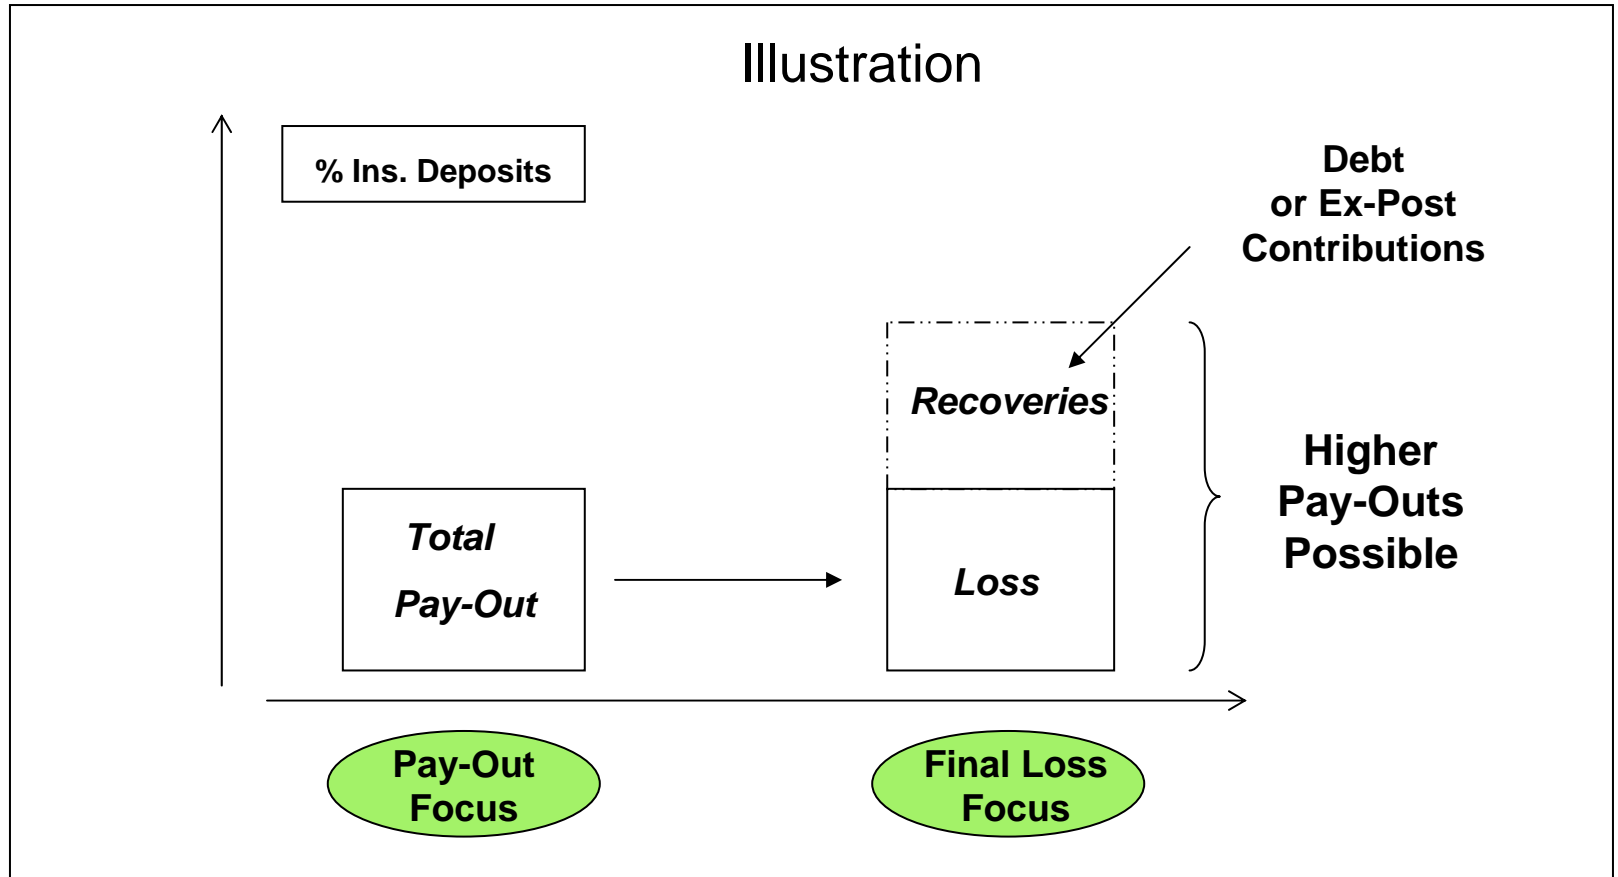 Illustration
% Ins. Deposits
Debt
or Ex-Post
Contributions
Recoveries
Higher
Pay-Outs
Possible
Total
Pay-Out
Loss
Pay-Out
Focus
Final Loss
Focus